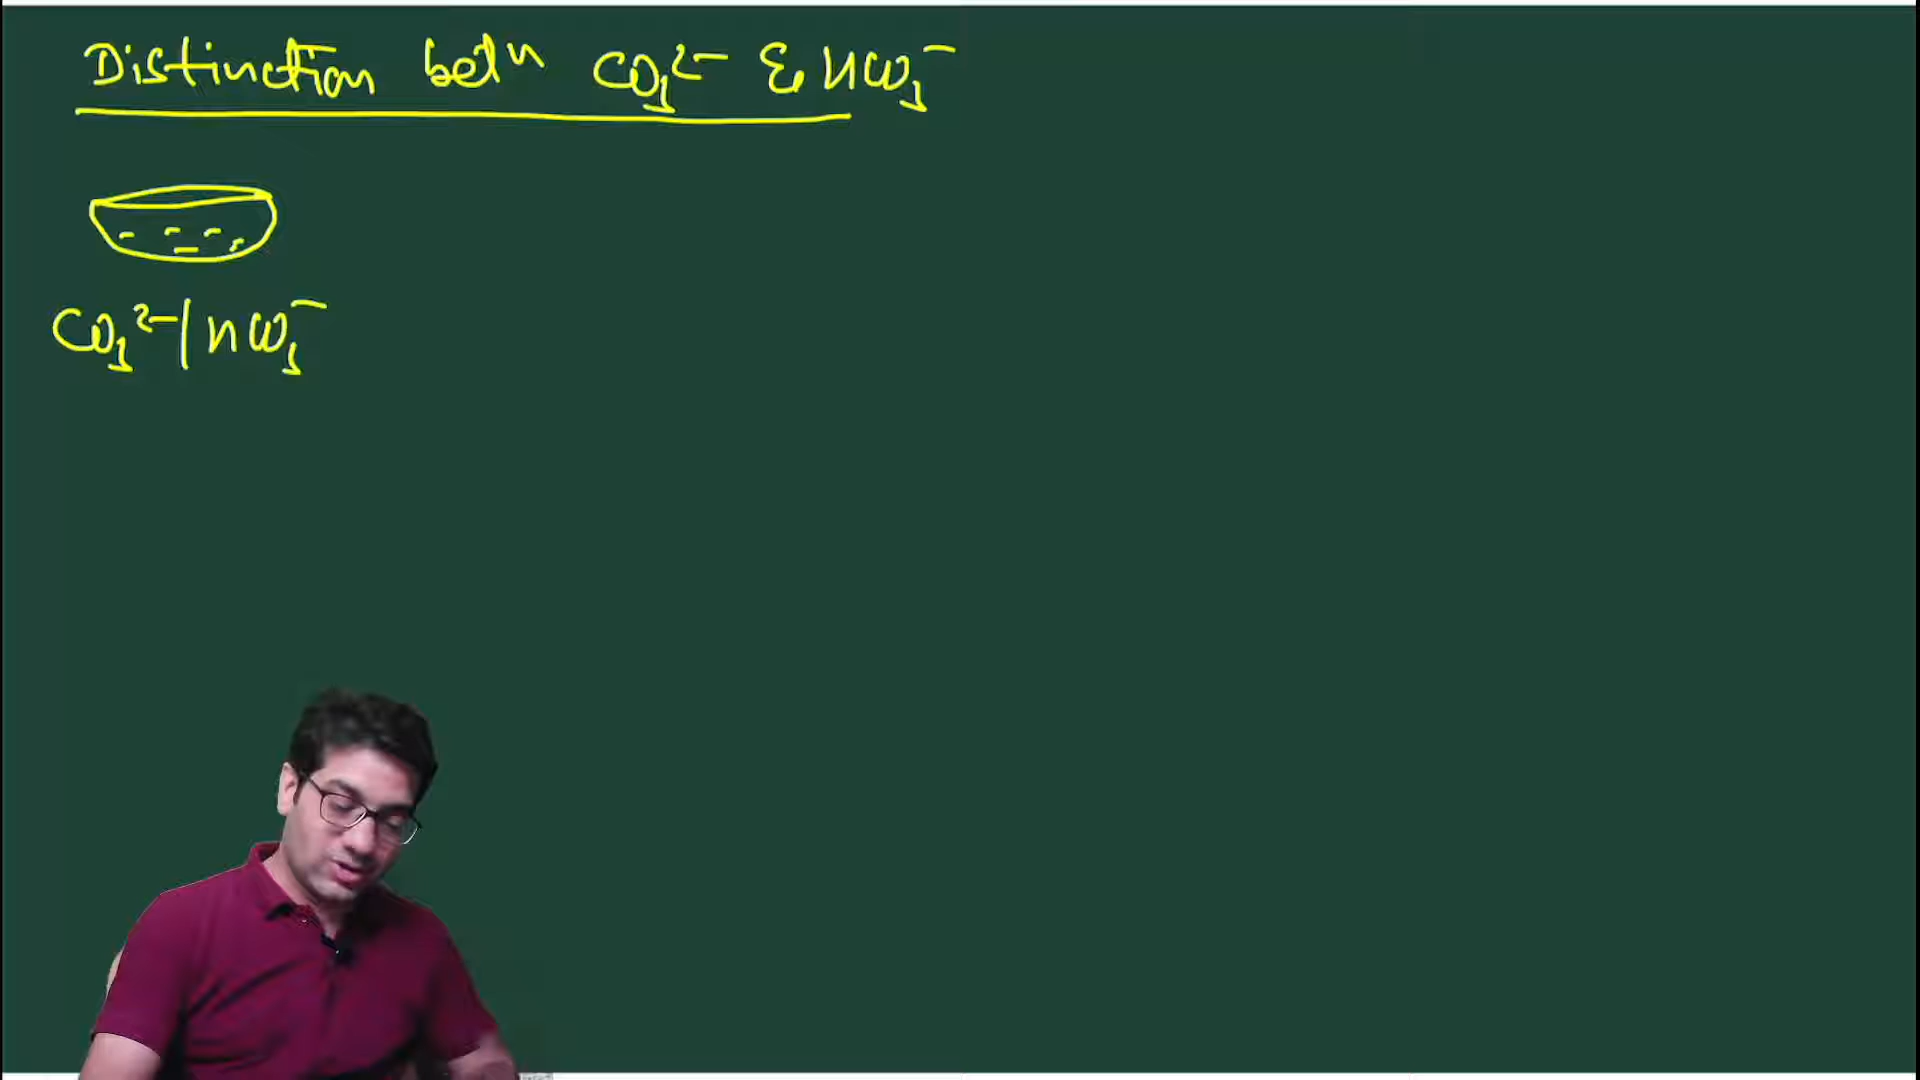 Distinction betⁿ CO₃²⁻ & HCO₃⁻
CO₃²⁻/HCO₃⁻